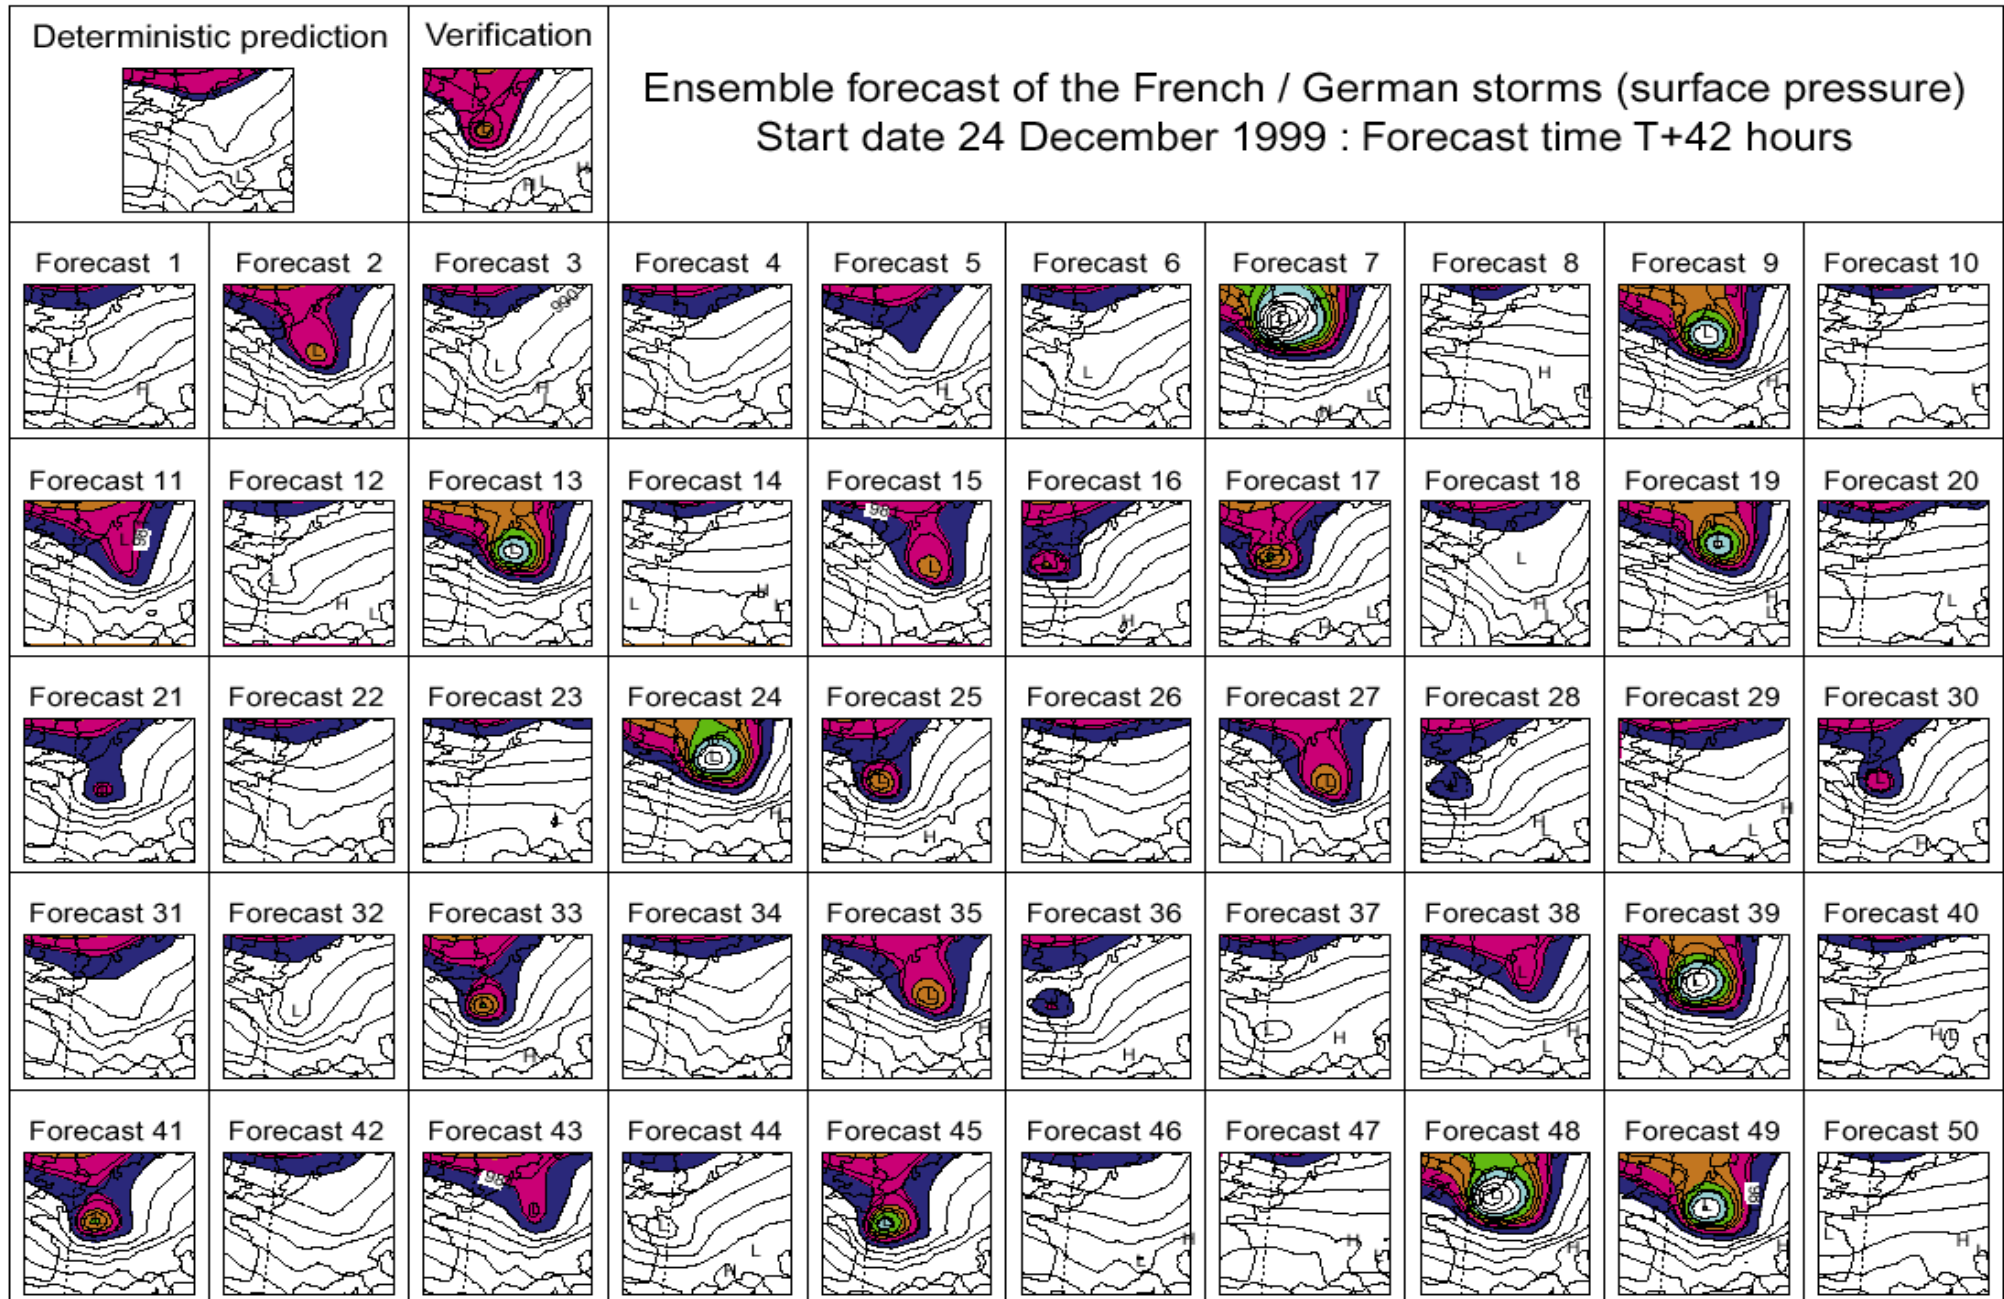 Deterministic prediction
Verification
Ensemble forecast of the French / German storms (surface pressure)
Start date 24 December 1999 : Forecast time T+42 hours
L
L
H
Forecast 1
Forecast 2
Forecast 3
Forecast 4
Forecast 5
Forecast 6
Forecast 7
Forecast 8
Forecast 9
Forecast 10
L
H
L
990
L
H
H
L
L
L
H
L
H
Forecast 11
Forecast 12
Forecast 13
Forecast 14
Forecast 15
Forecast 16
Forecast 17
Forecast 18
Forecast 19
Forecast 20
L
L
H
L
L
L
H
L
L
H
H
L
L
H
L
H
L
L
Forecast 21
Forecast 22
Forecast 23
Forecast 24
Forecast 25
Forecast 26
Forecast 27
Forecast 28
Forecast 29
Forecast 30
L
H
L
H
L
H
L
H
L
L
H
Forecast 31
Forecast 32
Forecast 33
Forecast 34
Forecast 35
Forecast 36
Forecast 37
Forecast 38
Forecast 39
Forecast 40
L
H
L
H
H
L
H
L
H
L
L
H
L
Forecast 41
Forecast 42
Forecast 43
Forecast 44
Forecast 45
Forecast 46
Forecast 47
Forecast 48
Forecast 49
Forecast 50
L
L
H
H
H
L
H
L
H
L
H